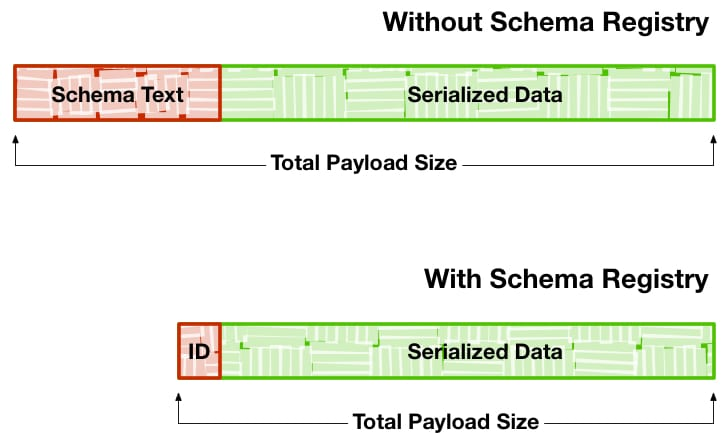 Without Schema Registry
Schema Text
Serialized Data
Total Payload Size
With Schema Registry
ID
Serialized Data
Total Payload Size